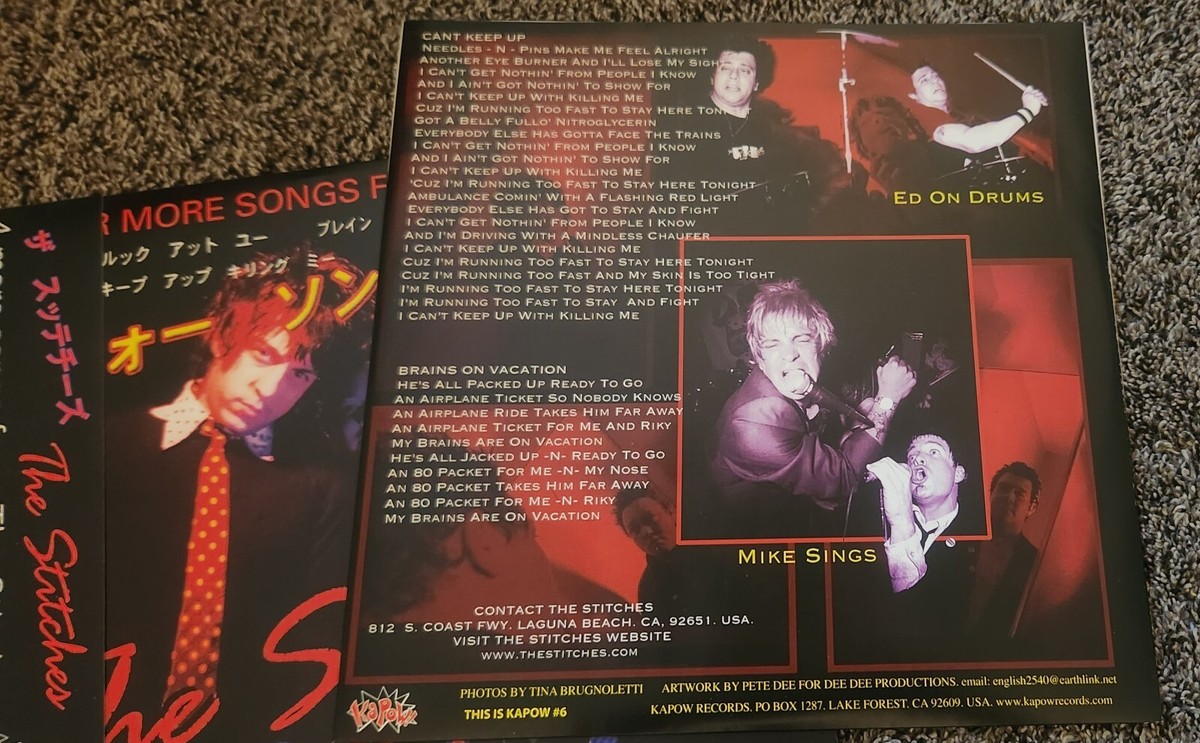 CANT KEEP UP
NEEDLES - N - PINS MAKE ME FEEL ALRIGHT
ANOTHER EYE BURNER AND I'LL LOSE MY SIGHT
I CAN'T GET NOTHIN' FROM PEOPLE I KNOW
AND I AIN'T GOT NOTHIN' TO SHOW FOR
I CAN'T KEEP UP WITH KILLING ME
CUZ I'M RUNNING TOO FAST TO STAY HERE TONIGHT
GOT A BELLY FULLO' NITROGLYCERIN
EVERYBODY ELSE HAS GOTTA FACE THE TRAINS
I CAN'T GET NOTHIN' FROM PEOPLE I KNOW
AND I AIN'T GOT NOTHIN' TO SHOW FOR
I CAN'T KEEP UP WITH KILLING ME
'CUZ I'M RUNNING TOO FAST TO STAY HERE TONIGHT
AMBULANCE COMIN' WITH A FLASHING RED LIGHT
EVERYBODY ELSE HAS GOT TO STAY AND FIGHT
I CAN'T GET NOTHIN' FROM PEOPLE I KNOW
AND I'M DRIVING WITH A MINDLESS CHAUFER
I CAN'T KEEP UP WITH KILLING ME
CUZ I'M RUNNING TOO FAST TO STAY HERE TONIGHT
CUZ I'M RUNNING TOO FAST AND MY SKIN IS TOO TIGHT
I'M RUNNING TOO FAST TO STAY HERE TONIGHT
I'M RUNNING TOO FAST TO STAY AND FIGHT
I CAN'T KEEP UP WITH KILLING ME
BRAINS ON VACATION
HE'S ALL PACKED UP READY TO GO
AN AIRPLANE TICKET SO NOBODY KNOWS
AN AIRPLANE RIDE TAKES HIM FAR AWAY
AN AIRPLANE TICKET FOR ME AND RIKY
MY BRAINS ARE ON VACATION
HE'S ALL JACKED UP -N- READY TO GO
AN 80 PACKET FOR ME -N- MY NOSE
AN 80 PACKET TAKES HIM FAR AWAY
AN 80 PACKET FOR ME -N- RIKY
MY BRAINS ARE ON VACATION
ED ON DRUMS
MIKE SINGS
CONTACT THE STITCHES
812 S. COAST FWY. LAGUNA BEACH. CA, 92651. USA.
VISIT THE STITCHES WEBSITE
WWW.THESTITCHES.COM
KAPOW
PHOTOS BY TINA BRUGNOLETTI ARTWORK BY PETE DEE FOR DEE DEE PRODUCTIONS. email: english2540@earthlink.net
THIS IS KAPOW #6 KAPOW RECORDS. PO BOX 1287. LAKE FOREST. CA 92609. USA. www.kapowrecords.com
MORE SONGS
ルック アット ユー ブレイン
キープ アップ キリング ミー
ォー ソン
ザ スッテチーズ The Stitches
The S